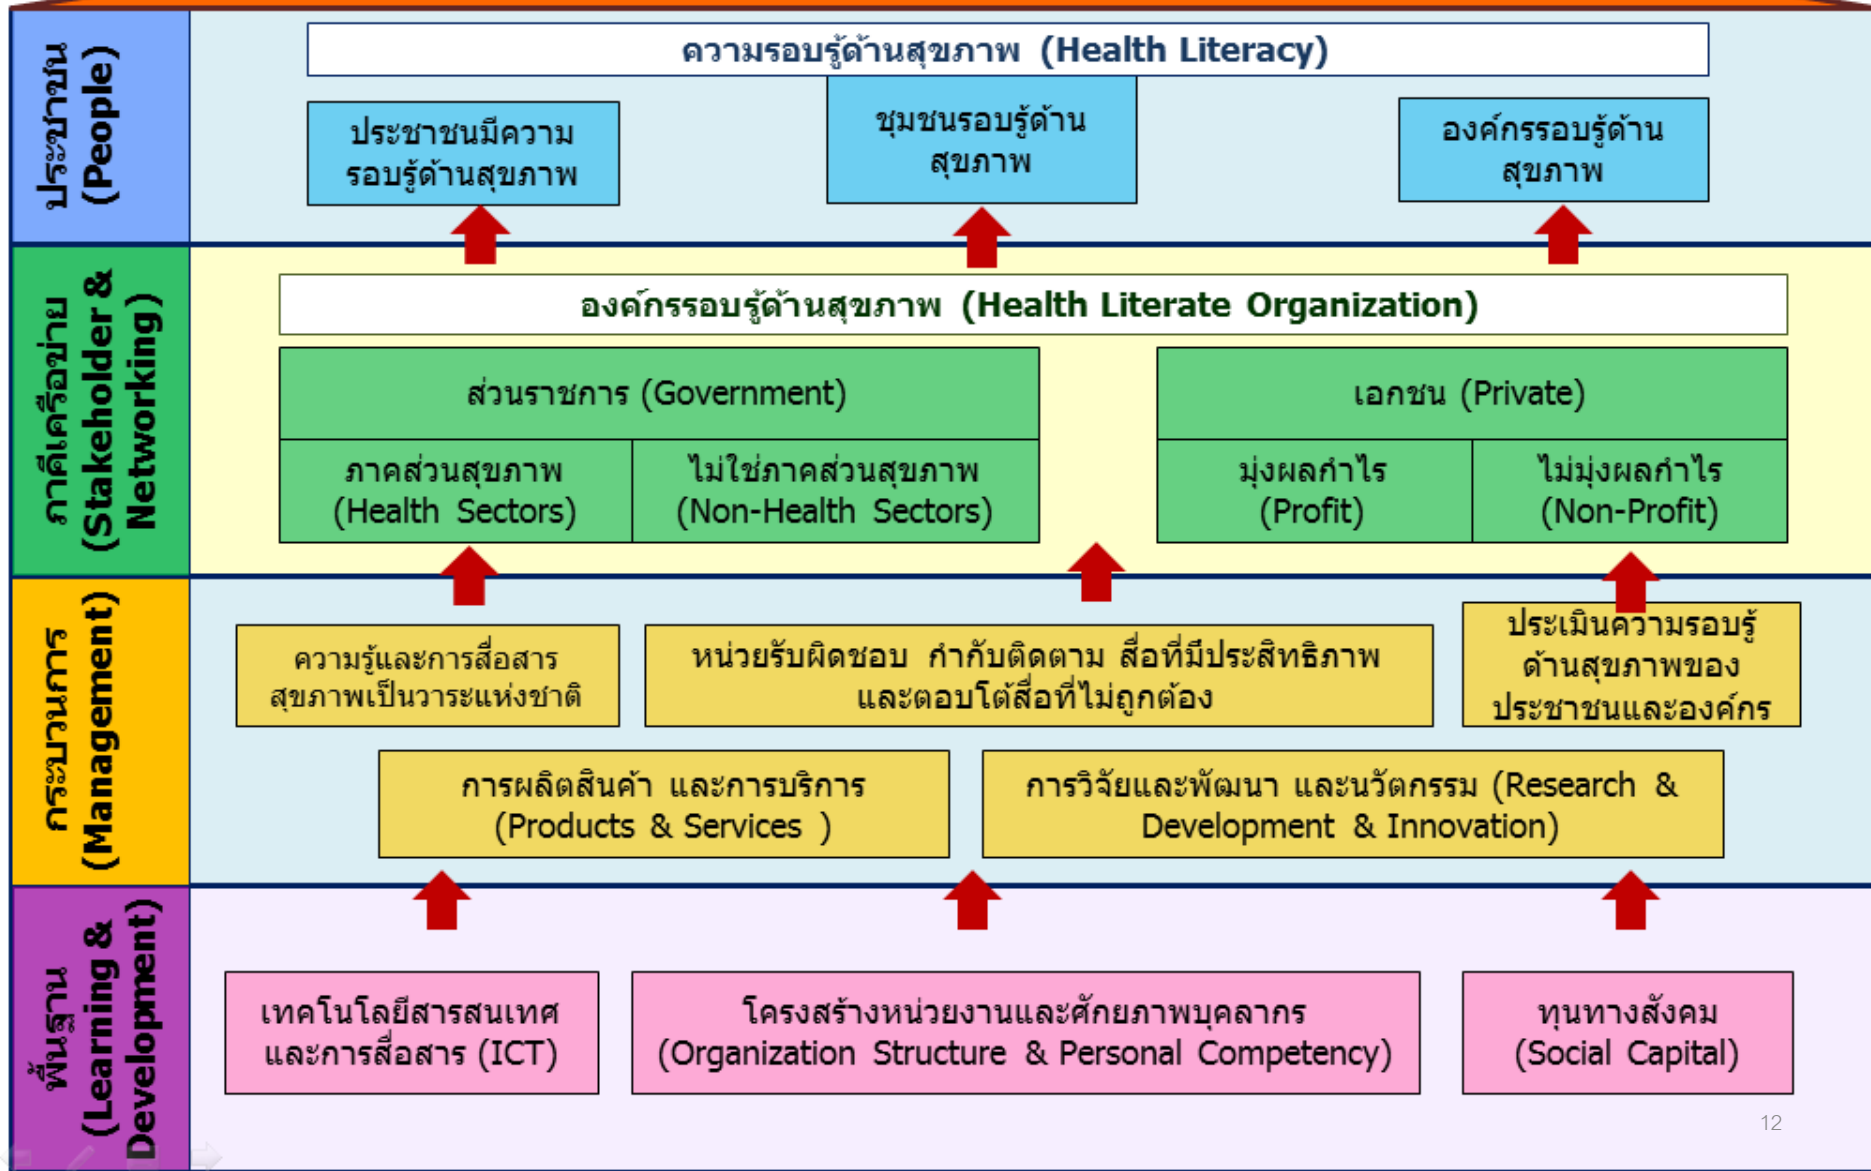 ประชาชน
(People)
ความรอบรู้ด้านสุขภาพ (Health Literacy)
ประชาชนมีความ
รอบรู้ด้านสุขภาพ
ชุมชนรอบรู้ด้าน
สุขภาพ
องค์กรรอบรู้ด้าน
สุขภาพ
ภาคีเครือข่าย
(Stakeholder &
Networking)
องค์กรรอบรู้ด้านสุขภาพ (Health Literate Organization)
ส่วนราชการ (Government)
ภาคส่วนสุขภาพ
(Health Sectors)
ไม่ใช่ภาคส่วนสุขภาพ
(Non-Health Sectors)
เอกชน (Private)
มุ่งผลกำไร
(Profit)
ไม่มุ่งผลกำไร
(Non-Profit)
กระบวนการ
(Management)
ความรู้และการสื่อสาร
สุขภาพเป็นวาระแห่งชาติ
หน่วยรับผิดชอบ กำกับติดตาม สื่อที่มีประสิทธิภาพ
และตอบโต้สื่อที่ไม่ถูกต้อง
ประเมินความรอบรู้
ด้านสุขภาพของ
ประชาชนและองค์กร
การผลิตสินค้า และการบริการ
(Products & Services )
การวิจัยและพัฒนา และนวัตกรรม (Research &
Development & Innovation)
พื้นฐาน
(Learning &
Development)
เทคโนโลยีสารสนเทศ
และการสื่อสาร (ICT)
โครงสร้างหน่วยงานและศักยภาพบุคลากร
(Organization Structure & Personal Competency)
ทุนทางสังคม
(Social Capital)
12